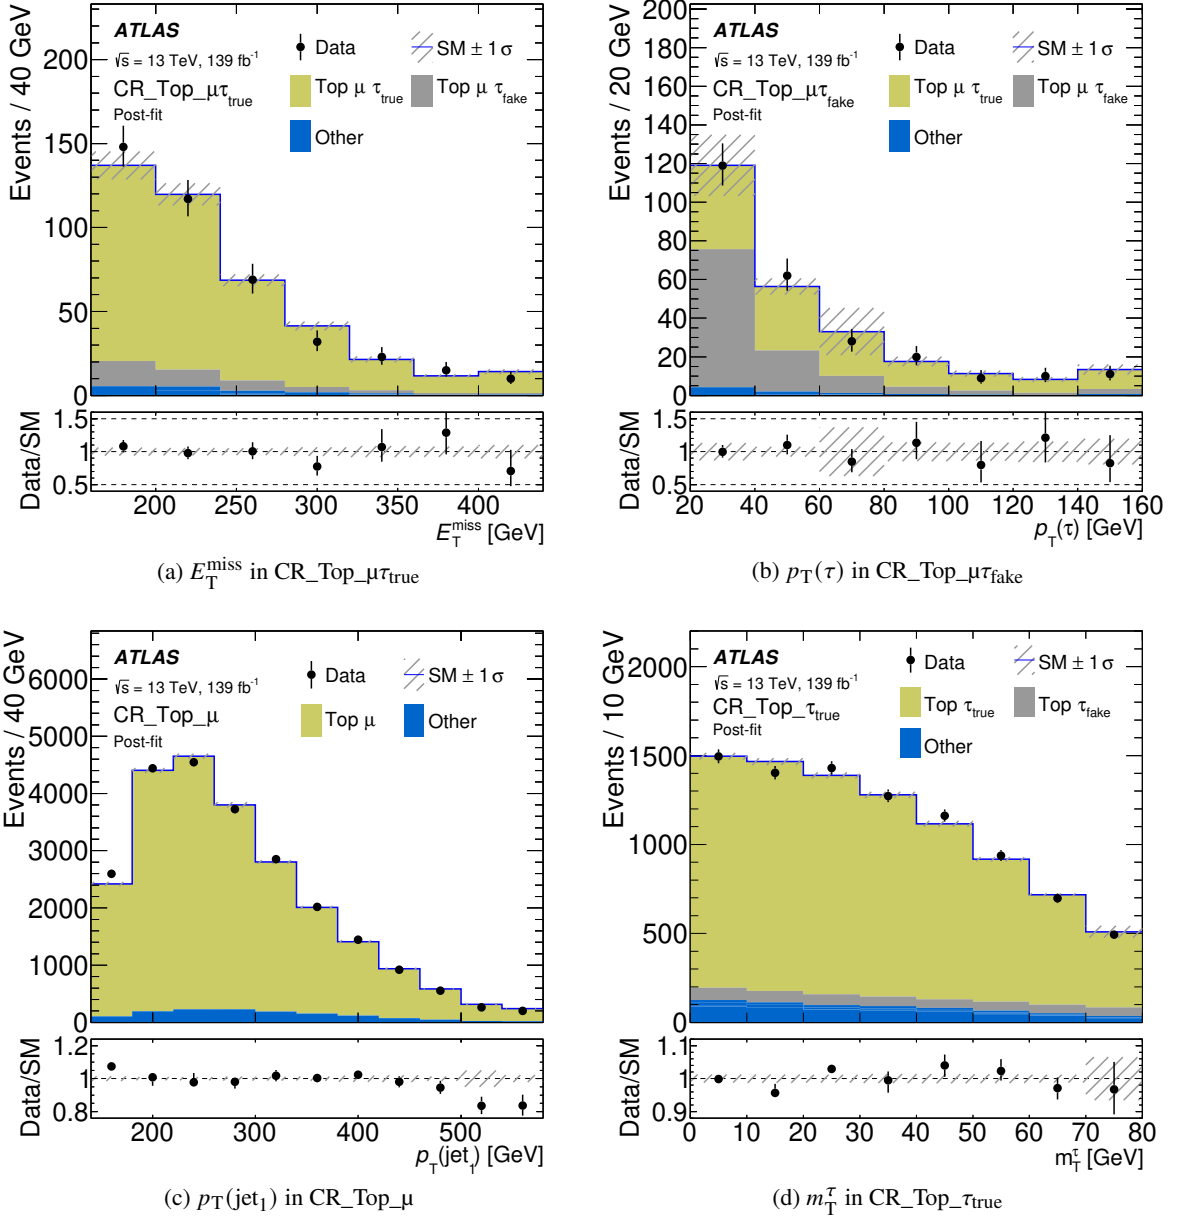 ATLAS
√s = 13 TeV, 139 fb⁻¹
CR_Top_μτtrue
Post-fit
Data
SM ± 1 σ
Top μ τtrue
Top μ τfake
Other
Events / 40 GeV
200
150
100
50
0
Data/SM
1.5
1
0.5
200 250 300 350 400
E_T^miss [GeV]
(a) E_T^miss in CR_Top_μτtrue
ATLAS
√s = 13 TeV, 139 fb⁻¹
CR_Top_μτfake
Post-fit
Data
SM ± 1 σ
Top μ τtrue
Top μ τfake
Other
Events / 20 GeV
200
180
160
140
120
100
80
60
40
20
0
Data/SM
1.5
1
0.5
20 40 60 80 100 120 140 160
p_T(τ) [GeV]
(b) p_T(τ) in CR_Top_μτfake
ATLAS
√s = 13 TeV, 139 fb⁻¹
CR_Top_μ
Post-fit
Data
SM ± 1 σ
Top μ
Other
Events / 40 GeV
6000
5000
4000
3000
2000
1000
0
Data/SM
1.2
1
0.8
200 300 400 500
p_T(jet₁) [GeV]
(c) p_T(jet₁) in CR_Top_μ
ATLAS
√s = 13 TeV, 139 fb⁻¹
CR_Top_τtrue
Post-fit
Data
SM ± 1 σ
Top τtrue
Top τfake
Other
Events / 10 GeV
2000
1500
1000
500
0
Data/SM
1.1
1
0.9
0 10 20 30 40 50 60 70 80
m_T^τ [GeV]
(d) m_T^τ in CR_Top_τtrue